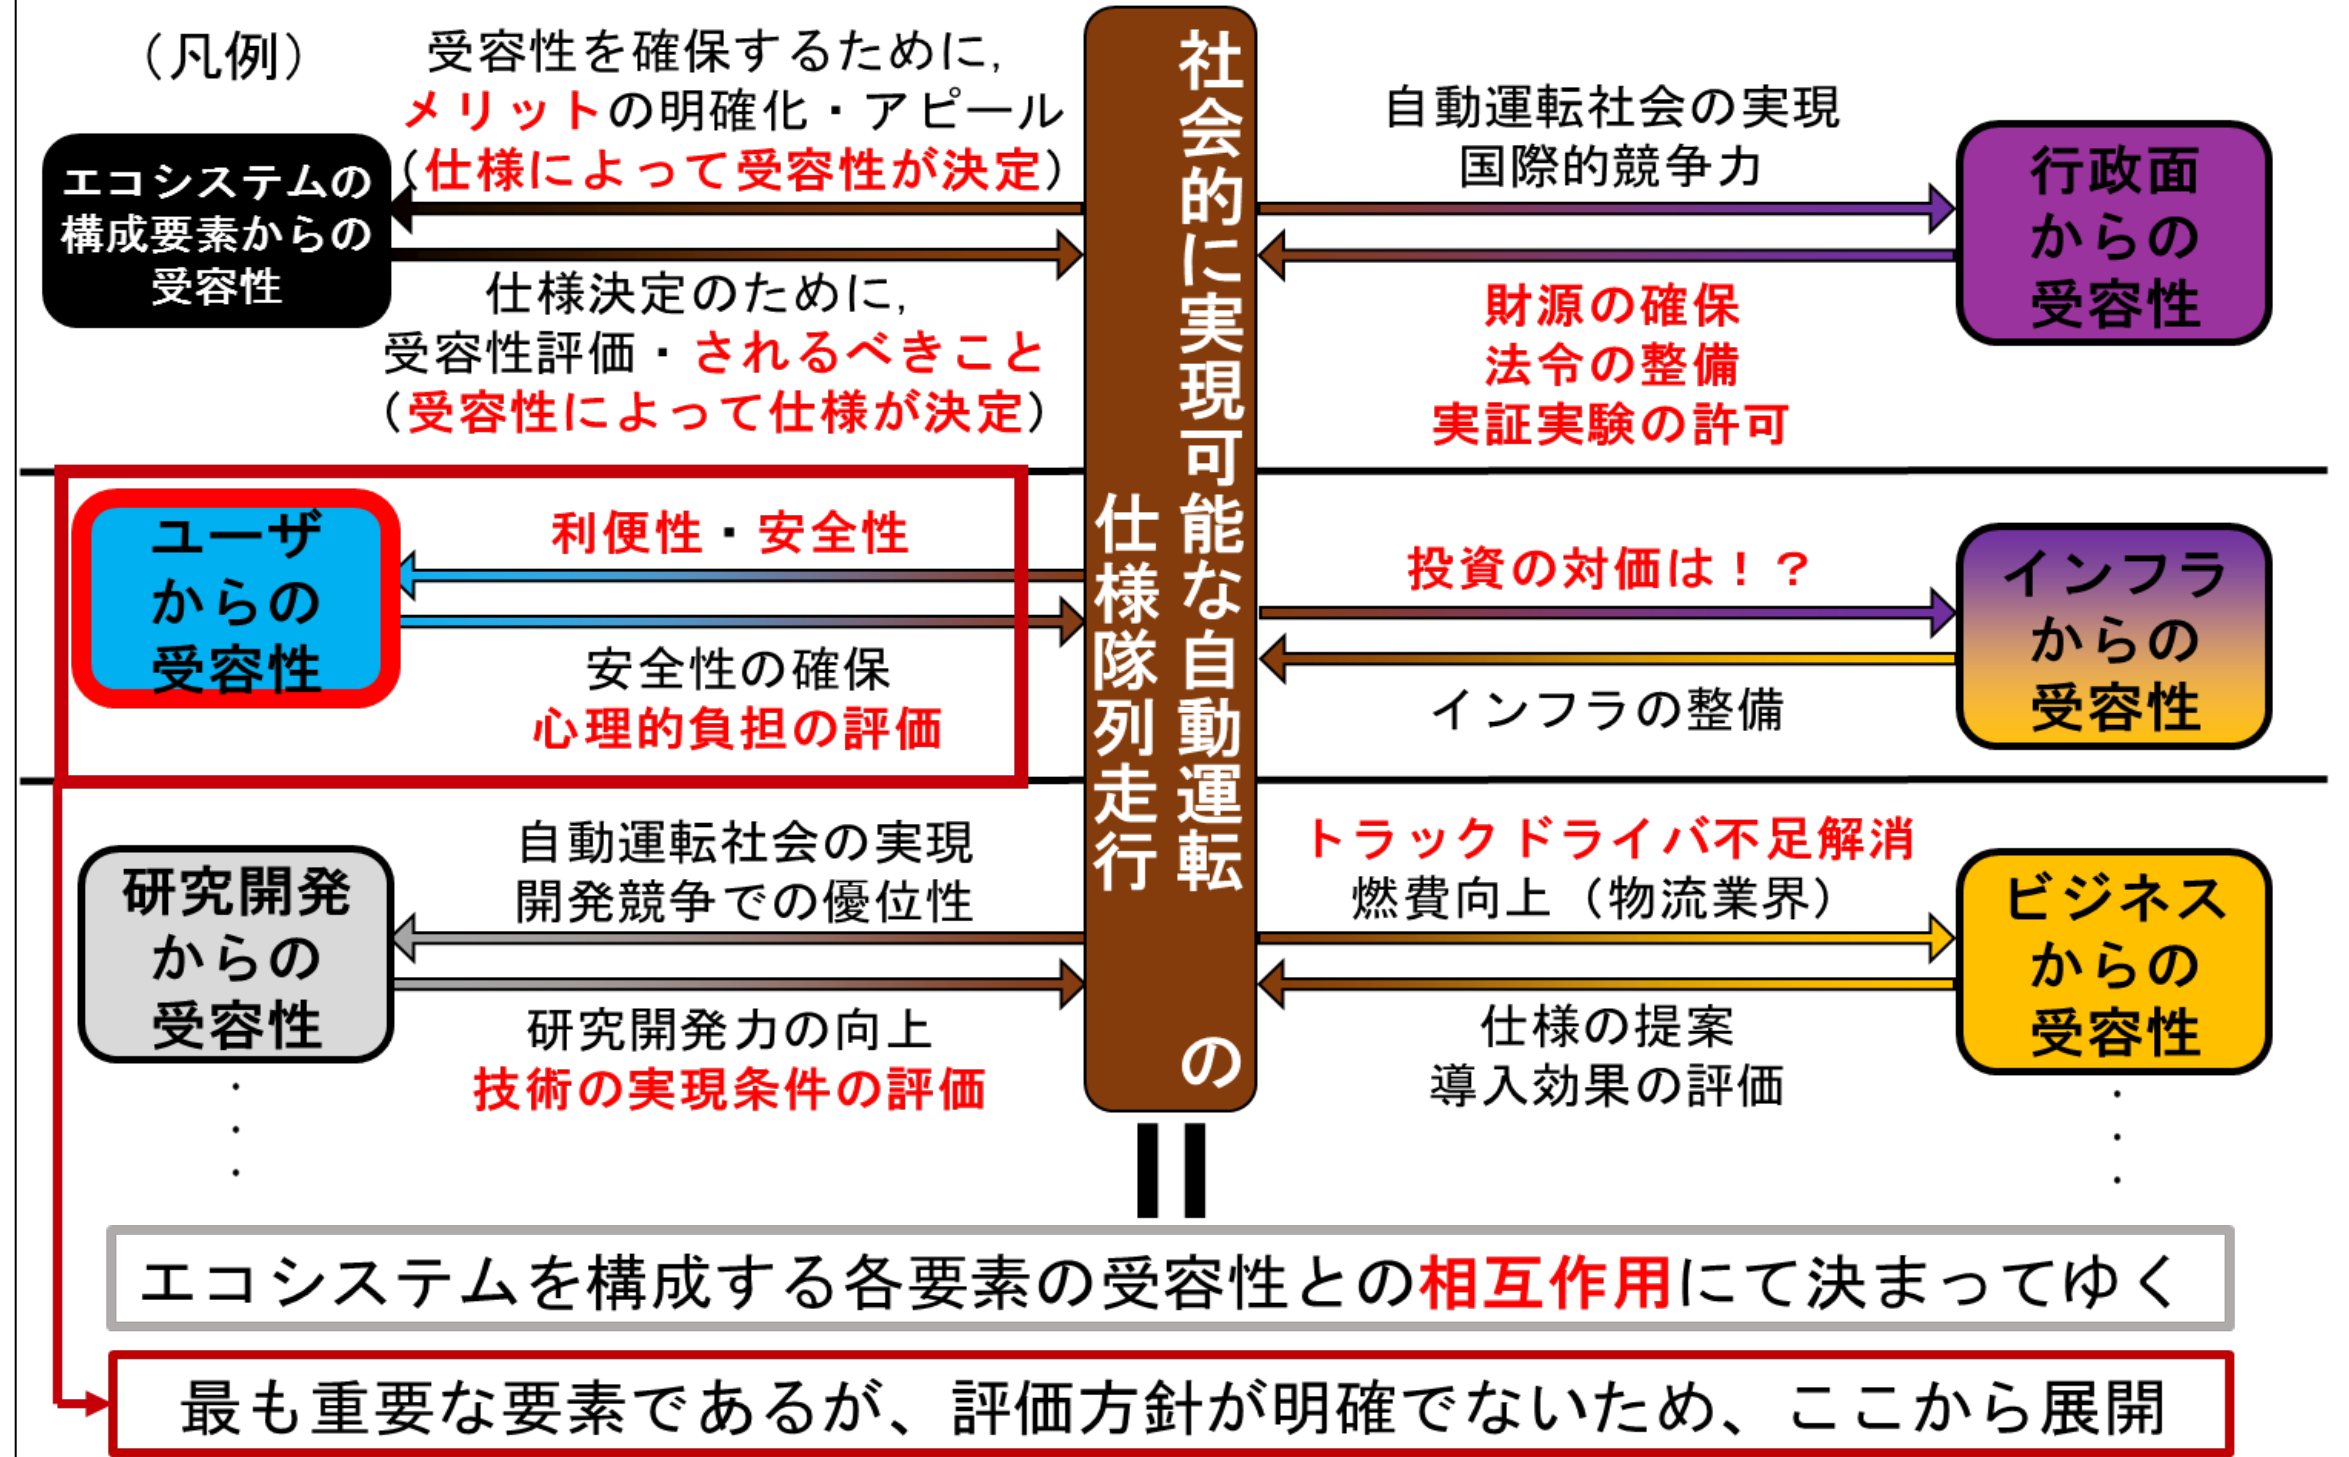 (凡例)
受容性を確保するために,
メリットの明確化・アピール
(仕様によって受容性が決定)
エコシステムの
構成要素からの
受容性
仕様決定のために,
受容性評価・されるべきこと
(受容性によって仕様が決定)
社会的に実現可能な自動運転の
仕様隊列走行
自動運転社会の実現
国際的競争力
行政面
からの
受容性
財源の確保
法令の整備
実証実験の許可
ユーザ
からの
受容性
利便性・安全性
安全性の確保
心理的負担の評価
投資の対価は！？
インフラ
からの
受容性
インフラの整備
研究開発
からの
受容性
自動運転社会の実現
開発競争での優位性
研究開発力の向上
技術の実現条件の評価
トラックドライバ不足解消
燃費向上（物流業界）
ビジネス
からの
受容性
仕様の提案
導入効果の評価
エコシステムを構成する各要素の受容性との相互作用にて決まってゆく
最も重要な要素であるが、評価方針が明確でないため、ここから展開